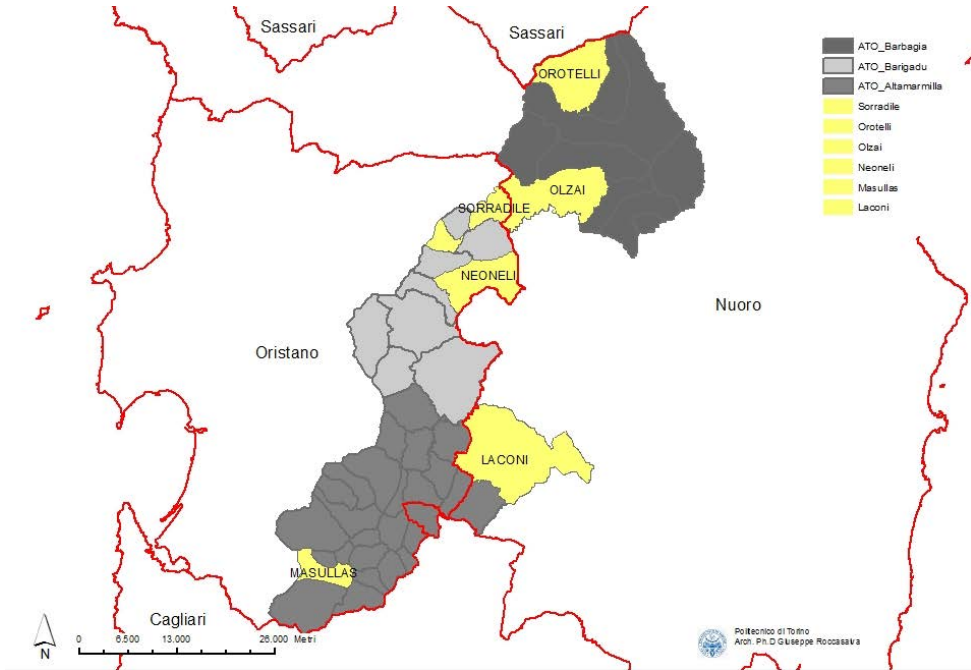 Sassari
Sassari
ATO_Barbagia
ATO_Barigadu
ATO_Altamarmilla
Sorradile
Orotelli
Olzai
Neoneli
Masullas
Laconi
OROTELLI
OLZAI
SORRADILE
NEONELI
Nuoro
Oristano
LACONI
MASULLAS
Cagliari
N
0 6.500 13.000 26.000 Metri
Politecnico di Torino
Arch. Ph.D Giuseppe Roccasalva